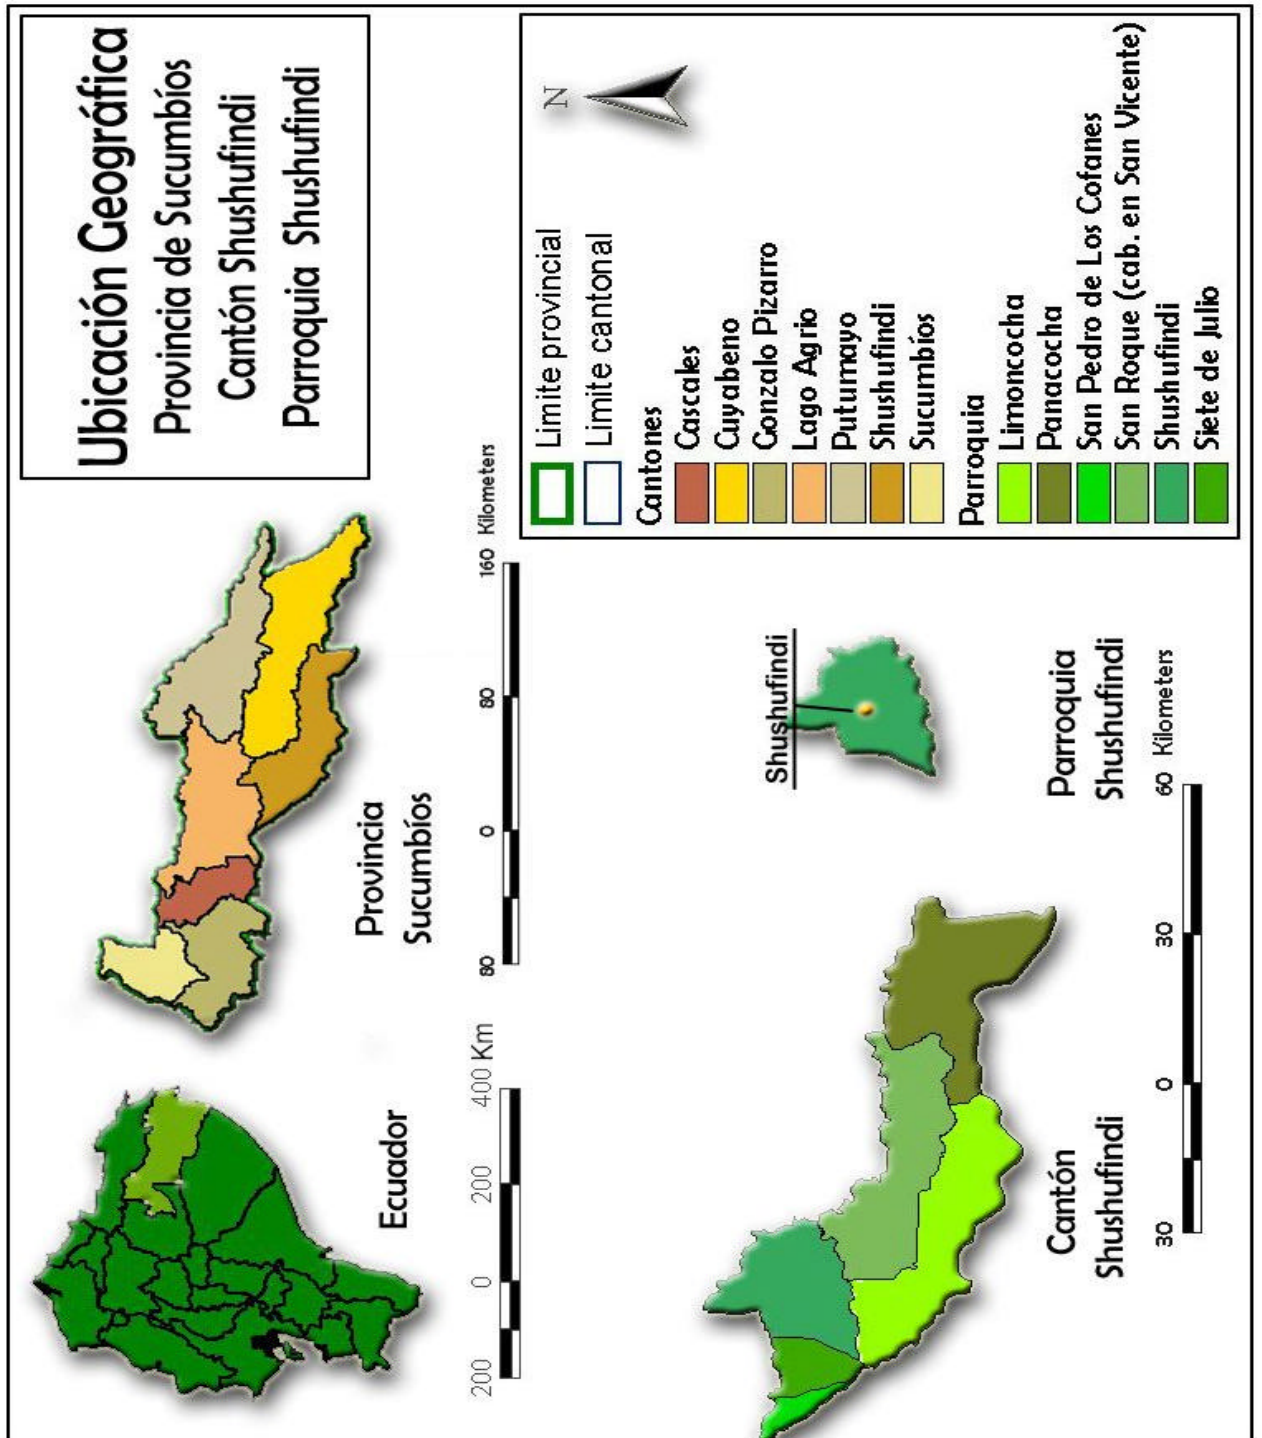 Ubicación Geográfica
Provincia de Sucumbíos
Cantón Shushufindi
Parroquia Shushufindi
Ecuador
200 0 200 400 Km
Provincia
Sucumbíos
80 0 80 160 Kilometers
Cantón
Shushufindi
Shushufindi
Parroquia
Shushufindi
30 0 30 60 Kilometers
N
Limite provincial
Limite cantonal
Cantones
Cascales
Cuyabeno
Gonzalo Pizarro
Lago Agrio
Putumayo
Shushufindi
Sucumbíos
Parroquia
Limoncocha
Panacocha
San Pedro de Los Cofanes
San Roque (cab. en San Vicente)
Shushufindi
Siete de Julio